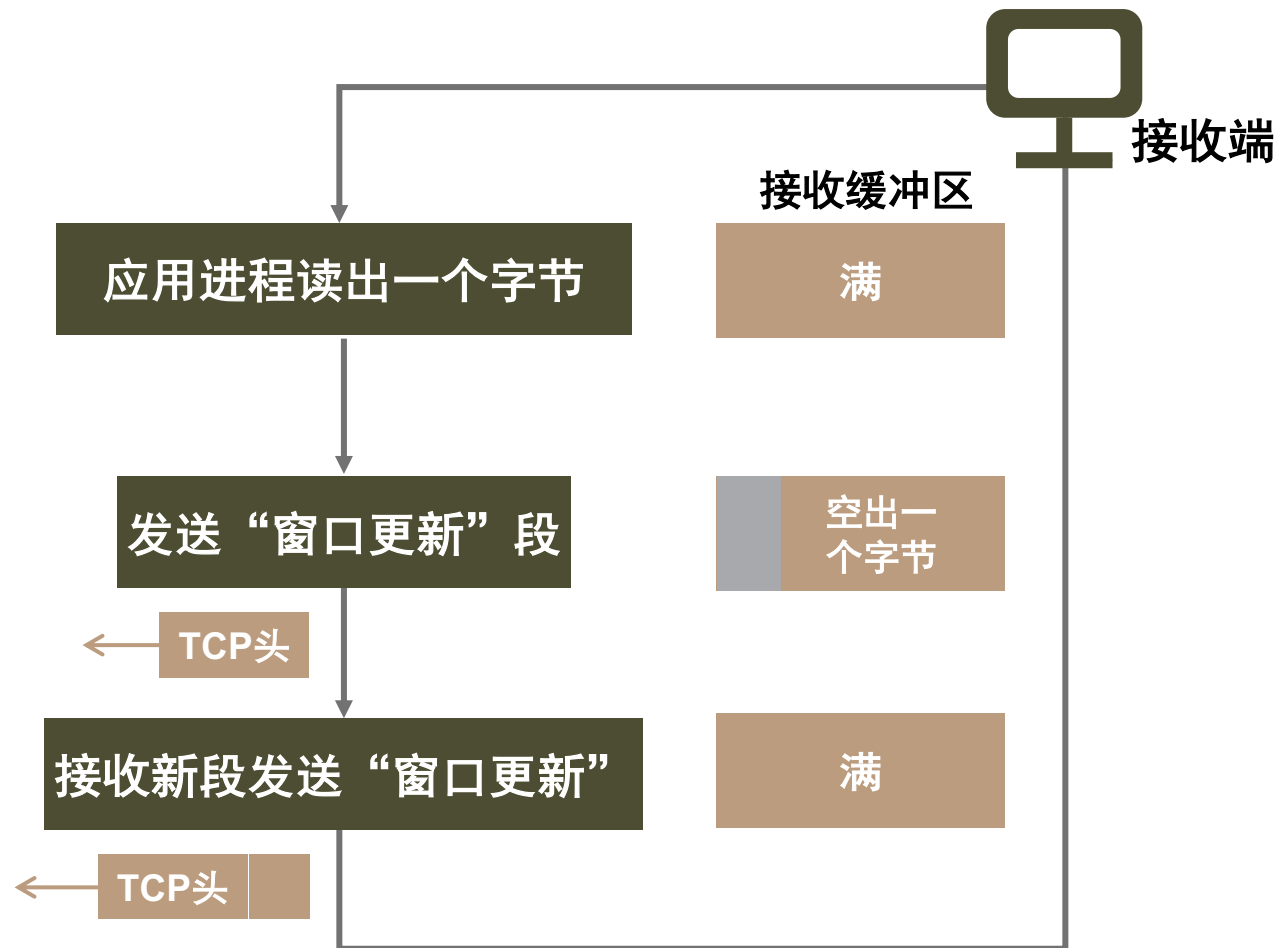 接收端
接收缓冲区
应用进程读出一个字节
满
发送“窗口更新”段
空出一
个字节
TCP头
接收新段发送“窗口更新”
满
TCP头